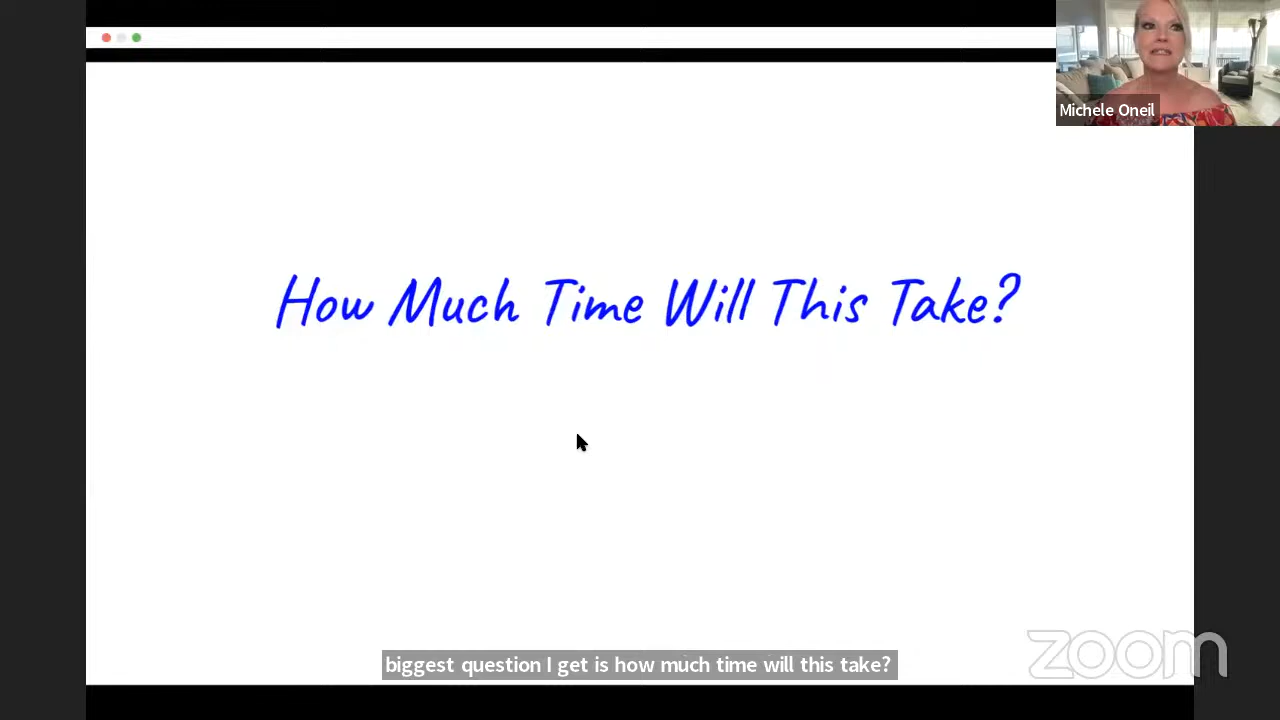 Michele Oneil
How Much Time Will This Take?
biggest question I get is how much time will this take?
zoom